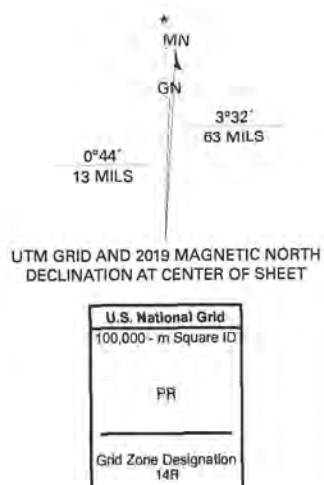 *
MN
GN
3°32´
63 MILS
0°44´
13 MILS
UTM GRID AND 2019 MAGNETIC NORTH
DECLINATION AT CENTER OF SHEET
U.S. National Grid
100,000 - m Square ID
PR
Grid Zone Designation
14R